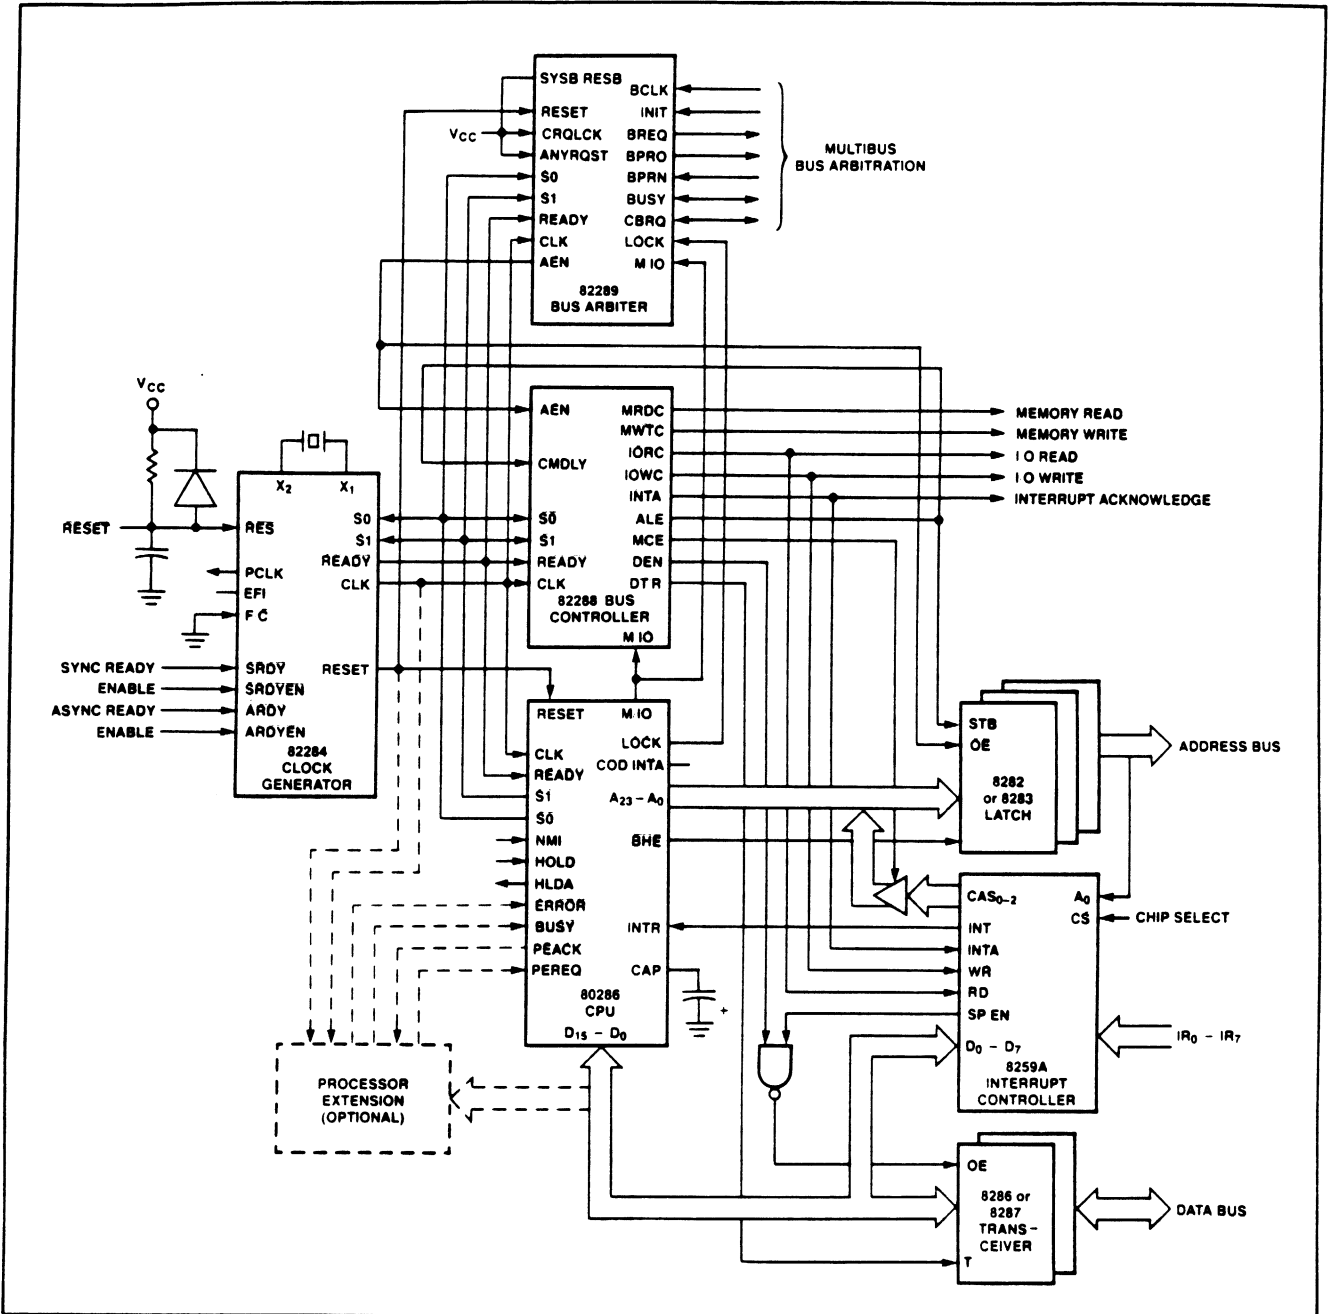 SYSB RESB
RESET
VCC
CRQLCK
ANYRQST
S0
S1
READY
CLK
AEN
BCLK
INIT
BREQ
BPRO
BPRN
BUSY
CBRQ
LOCK
M IO
82289
BUS ARBITER
MULTIBUS
BUS ARBITRATION
VCC
X2
X1
RESET
RES
PCLK
EFI
F C
SYNC READY
SRDY
ENABLE
SRDYEN
ASYNC READY
ARDY
ENABLE
ARDYEN
S0
S1
READY
CLK
RESET
82284
CLOCK
GENERATOR
AEN
CMDLY
S0
S1
READY
CLK
MRDC
MWTC
IORC
IOWC
INTA
ALE
MCE
DEN
DT R
82288 BUS
CONTROLLER
M IO
MEMORY READ
MEMORY WRITE
I O READ
I O WRITE
INTERRUPT ACKNOWLEDGE
RESET
M IO
CLK
READY
S1
S0
NMI
HOLD
HLDA
ERROR
BUSY
PEACK
PEREQ
LOCK
COD INTA
A23 – A0
BHE
INTR
CAP
+
80286
CPU
D15 – D0
STB
OE
8282
or 8283
LATCH
ADDRESS BUS
CAS0–2
A0
CS
CHIP SELECT
INT
INTA
WR
RD
SP EN
D0 – D7
IR0 – IR7
8259A
INTERRUPT
CONTROLLER
PROCESSOR
EXTENSION
(OPTIONAL)
OE
8286 or
8287
TRANS –
CEIVER
T
DATA BUS